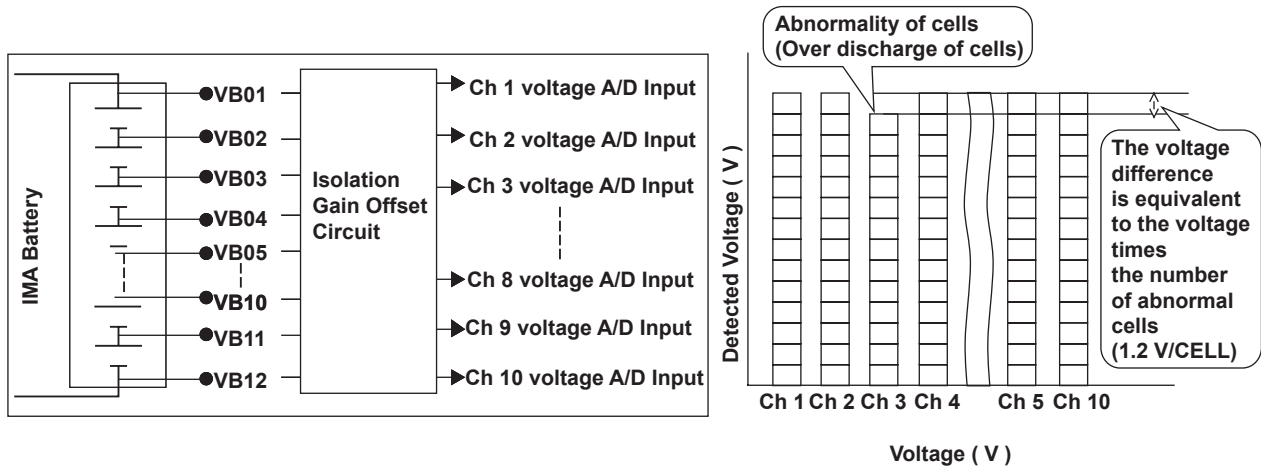 IMA Battery
VB01
VB02
VB03
VB04
VB05
VB10
VB11
VB12
Isolation
Gain Offset
Circuit
Ch 1 voltage A/D Input
Ch 2 voltage A/D Input
Ch 3 voltage A/D Input
Ch 8 voltage A/D Input
Ch 9 voltage A/D Input
Ch 10 voltage A/D Input
Abnormality of cells
(Over discharge of cells)
Detected Voltage ( V )
The voltage
difference
is equivalent
to the voltage
times
the number
of abnormal
cells
(1.2 V/CELL)
Ch 1 Ch 2 Ch 3 Ch 4 Ch 5 Ch 10
Voltage ( V )